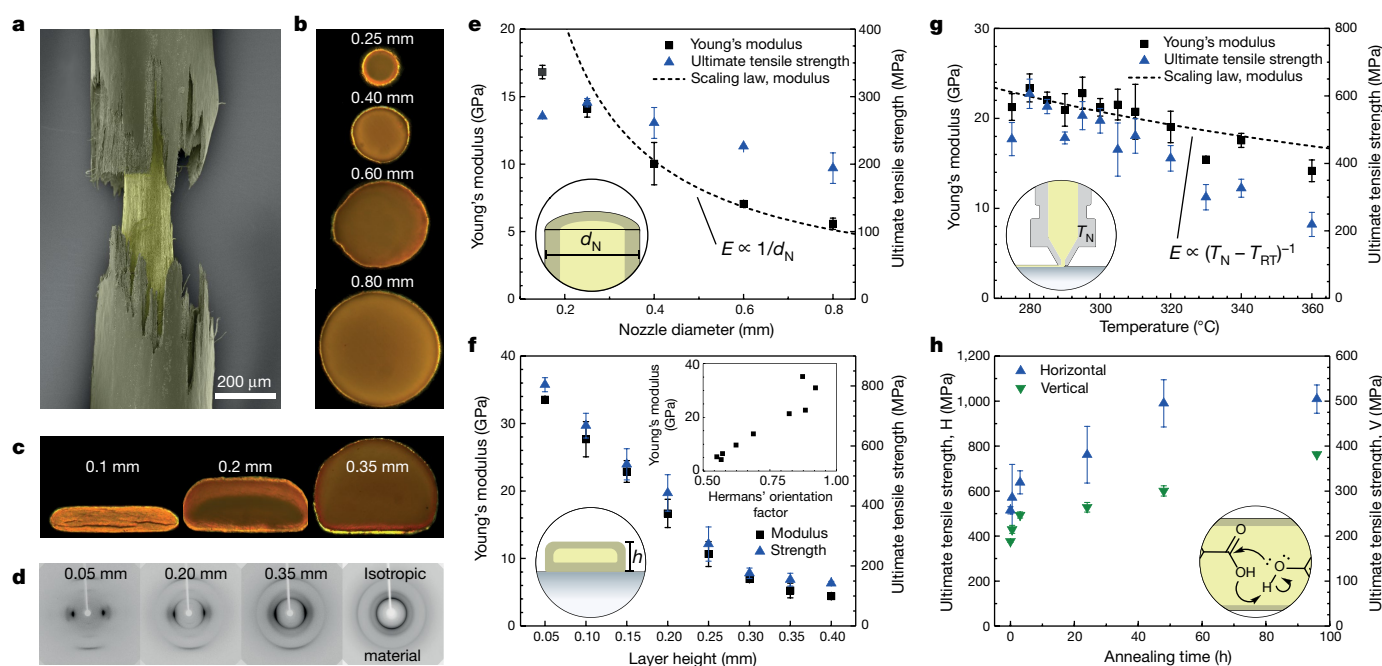 a
200 μm
b
0.25 mm
0.40 mm
0.60 mm
0.80 mm
c
0.1 mm
0.2 mm
0.35 mm
d
0.05 mm
0.20 mm
0.35 mm
Isotropic
material
e
Young's modulus
Ultimate tensile strength
Scaling law, modulus
Young's modulus (GPa)
Ultimate tensile strength (MPa)
20
15
10
5
0
400
300
200
100
0
dN
E ∝ 1/dN
0.2
0.4
0.6
0.8
Nozzle diameter (mm)
f
Young's modulus (GPa)
Ultimate tensile strength (MPa)
40
35
30
25
20
15
10
5
0
800
600
400
200
0
Young's modulus
(GPa)
40
20
0
0.50
0.75
1.00
Hermans' orientation
factor
Modulus
Strength
h
0.05
0.10
0.15
0.20
0.25
0.30
0.35
0.40
Layer height (mm)
g
Young's modulus
Ultimate tensile strength
Scaling law, modulus
Young's modulus (GPa)
Ultimate tensile strength (MPa)
30
20
10
0
800
600
400
200
0
TN
E ∝ (TN − TRT)−1
280
300
320
340
360
Temperature (°C)
h
Horizontal
Vertical
Ultimate tensile strength, H (MPa)
Ultimate tensile strength, V (MPa)
1,200
1,000
800
600
400
200
0
600
500
400
300
200
100
0
O
OH
H
O
0
20
40
60
80
100
Annealing time (h)